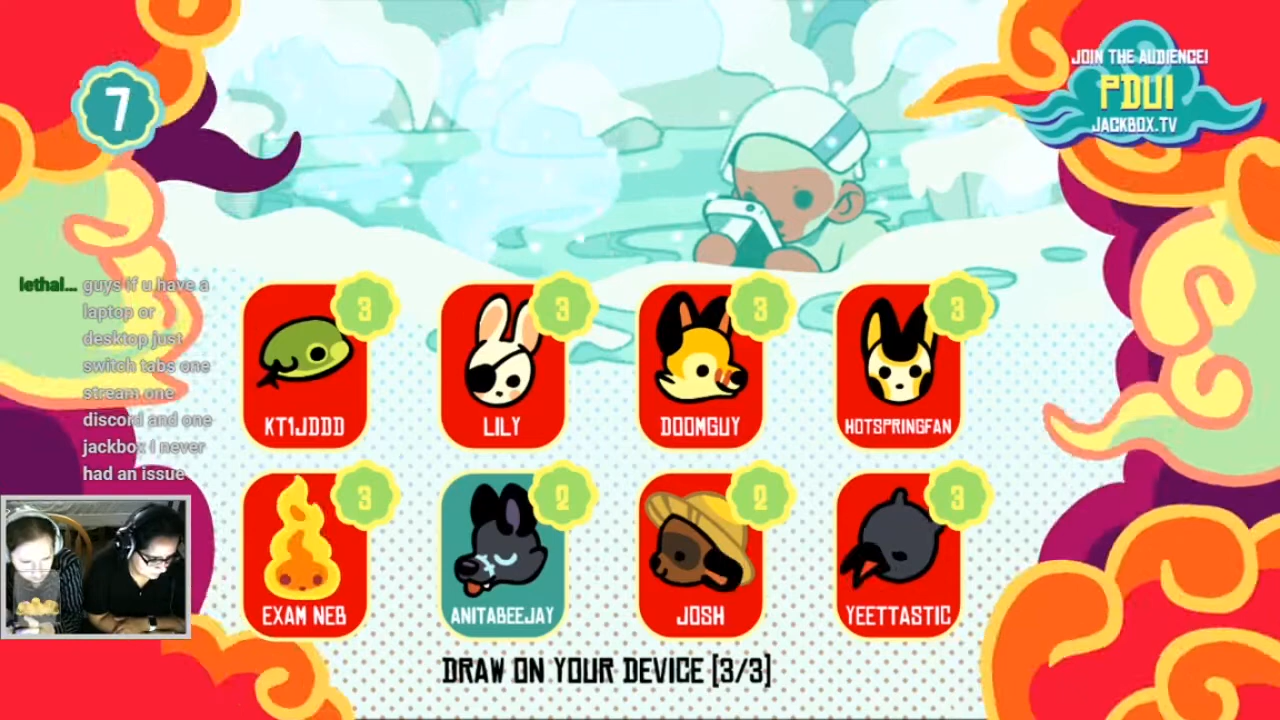 JOIN THE AUDIENCE!
PDUI
JACKBOX.TV
7
lethal... guys if u have a
laptop or
desktop just
switch tabs one
stream one
discord and one
jackbox I never
had an issue
3
3
3
3
KT1JDDD
LILY
DOOMGUY
HOTSPRINGFAN
3
2
2
3
EXAM NEB
ANITABEEJAY
JOSH
YEETTASTIC
DRAW ON YOUR DEVICE [3/3]